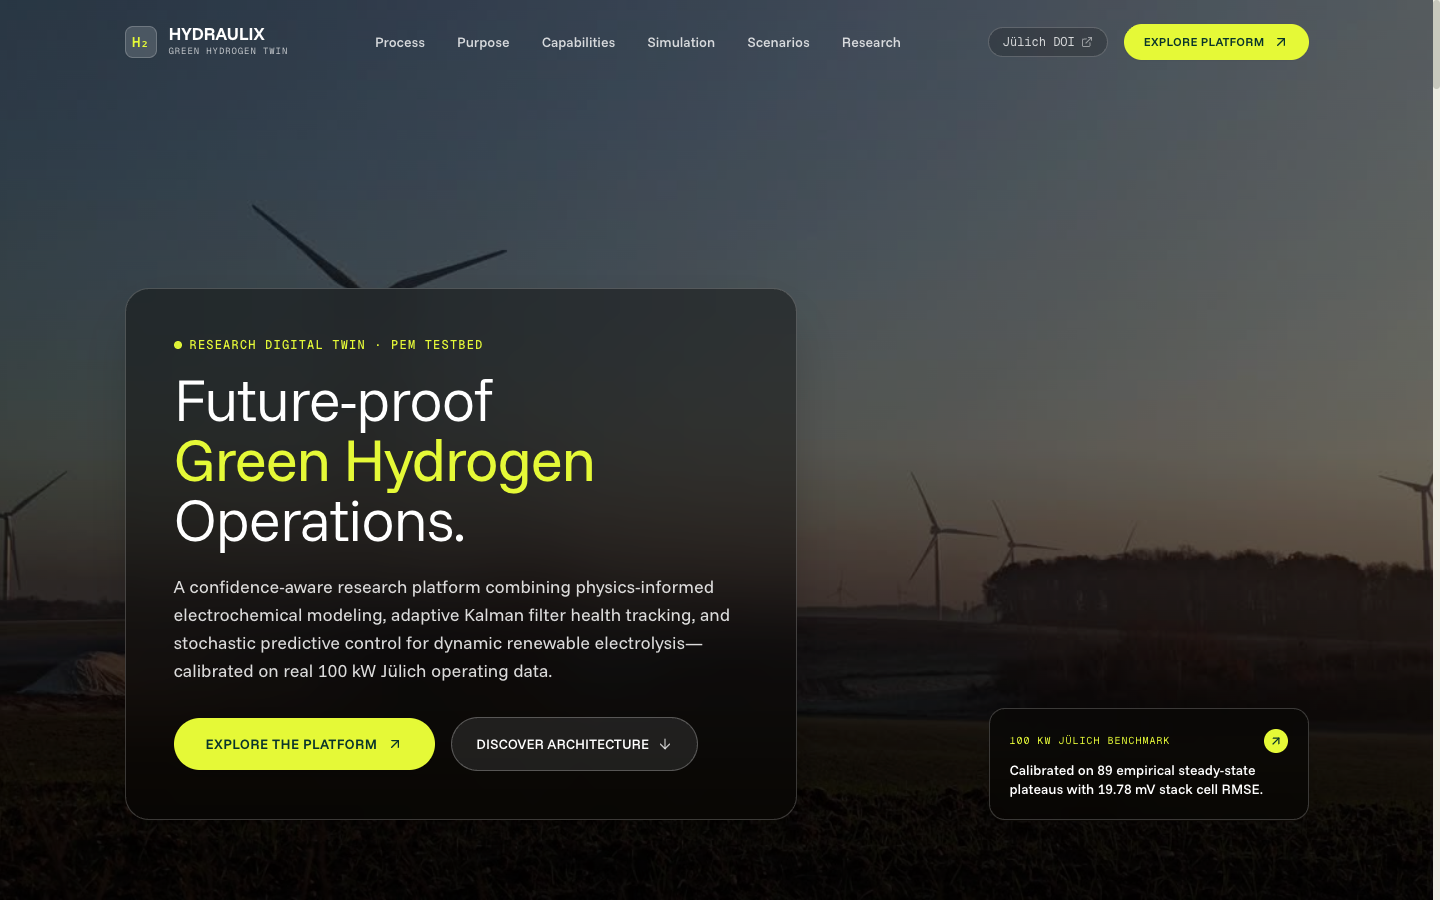 H₂
HYDRAULIX
GREEN HYDROGEN TWIN
Process
Purpose
Capabilities
Simulation
Scenarios
Research
Jülich DOI
EXPLORE PLATFORM
RESEARCH DIGITAL TWIN · PEM TESTBED
Future-proof
Green Hydrogen
Operations.
A confidence-aware research platform combining physics-informed
electrochemical modeling, adaptive Kalman filter health tracking, and
stochastic predictive control for dynamic renewable electrolysis—
calibrated on real 100 kW Jülich operating data.
EXPLORE THE PLATFORM
DISCOVER ARCHITECTURE
100 KW JÜLICH BENCHMARK
Calibrated on 89 empirical steady-state
plateaus with 19.78 mV stack cell RMSE.